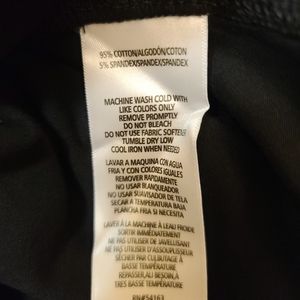 95% COTTON/ALGODÓN/COTON
5% SPANDEX/SPANDEX/SPANDEX
MACHINE WASH COLD WITH
LIKE COLORS ONLY
REMOVE PROMPTLY
DO NOT BLEACH
DO NOT USE FABRIC SOFTENER
TUMBLE DRY LOW
COOL IRON WHEN NEEDED
LAVAR A MAQUINA CON AGUA
FRIA Y CON COLORES IGUALES
REMOVER RAPIDAMENTE
NO USAR BLANQUEADOR
NO USAR SUAVISADOR DE TELA
SECAR A TEMPERATURA BAJA
PLANCHA FRIA SI NECESITA
LAVER À LA MACHINE À L'EAU FROIDE
SORTIR IMMÉDIATEMENT
NE PAS UTILISER DE JAVELLISANT
NE PAS UTILISER D'ASSOUPLISSEUR
SÉCHER PAR CULBUTAGE À
BASSE TEMPÉRATURE
REPASSER,AU BESOIN, À
BASSE TEMPÉRATURE
RN#54163